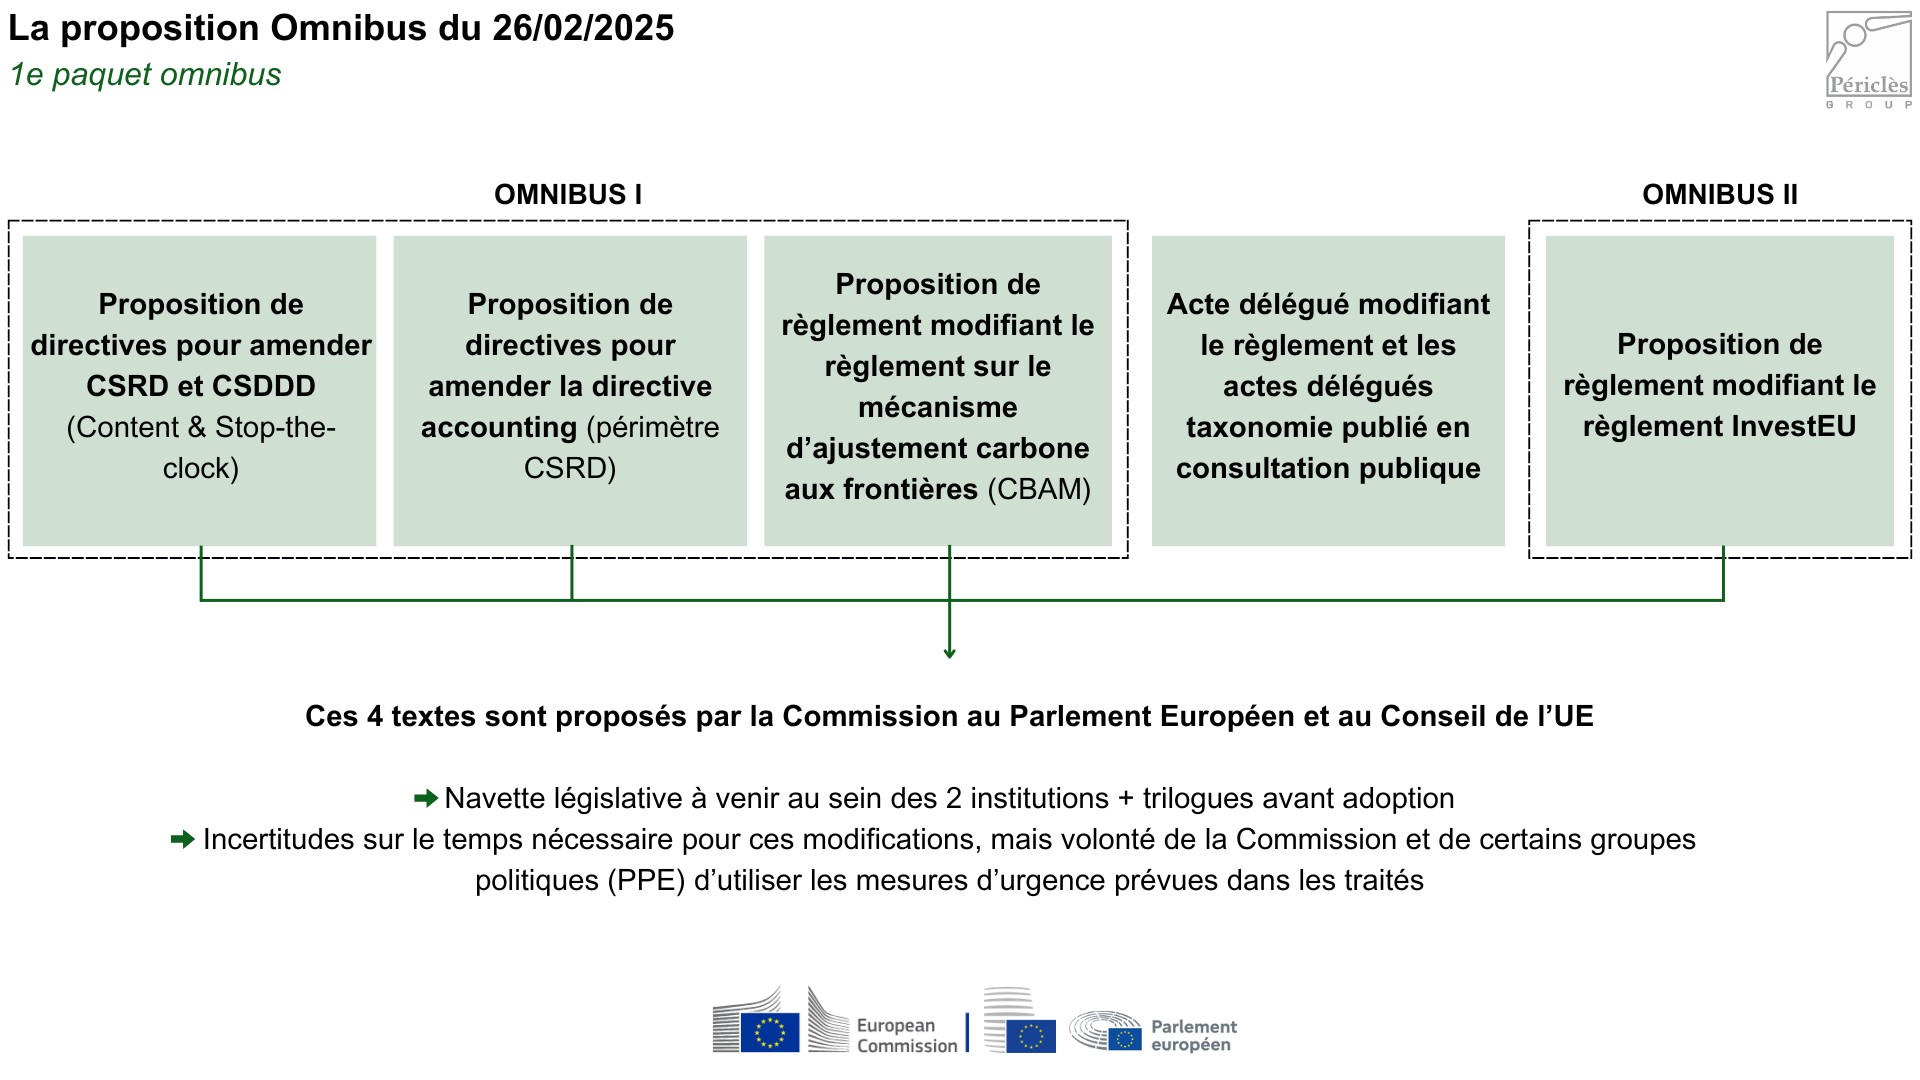 La proposition Omnibus du 26/02/2025
1e paquet omnibus
Périclès
GROUP
OMNIBUS I
Proposition de
directives pour amender
CSRD et CSDDD
(Content & Stop-the-
clock)
Proposition de
directives pour
amender la directive
accounting (périmètre
CSRD)
Proposition de
règlement modifiant le
règlement sur le
mécanisme
d’ajustement carbone
aux frontières (CBAM)
Acte délégué modifiant
le règlement et les
actes délégués
taxonomie publié en
consultation publique
OMNIBUS II
Proposition de
règlement modifiant le
règlement InvestEU
Ces 4 textes sont proposés par la Commission au Parlement Européen et au Conseil de l’UE
Navette législative à venir au sein des 2 institutions + trilogues avant adoption
Incertitudes sur le temps nécessaire pour ces modifications, mais volonté de la Commission et de certains groupes
politiques (PPE) d’utiliser les mesures d’urgence prévues dans les traités
European
Commission
Parlement
européen